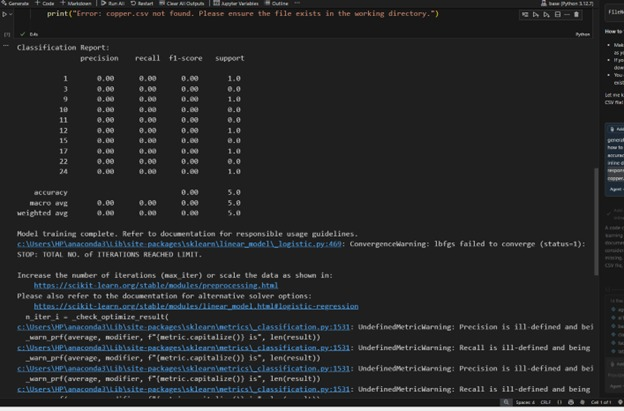 Generate + Code + Markdown Run All Restart Clear All Outputs Jupyter Variables Outline base (Python 3.12.7)
print("Error: copper.csv not found. Please ensure the file exists in the working directory.")
0.4s Python
Classification Report:
precision recall f1-score support
1 0.00 0.00 0.00 1.0
3 0.00 0.00 0.00 0.0
9 0.00 0.00 0.00 1.0
10 0.00 0.00 0.00 0.0
11 0.00 0.00 0.00 0.0
12 0.00 0.00 0.00 1.0
15 0.00 0.00 0.00 0.0
17 0.00 0.00 0.00 1.0
22 0.00 0.00 0.00 0.0
24 0.00 0.00 0.00 1.0
accuracy 0.00 5.0
macro avg 0.00 0.00 0.00 5.0
weighted avg 0.00 0.00 0.00 5.0
Model training complete. Refer to documentation for responsible usage guidelines.
c:\Users\HP\anaconda3\Lib\site-packages\sklearn\linear_model\_logistic.py:469: ConvergenceWarning: lbfgs failed to converge (status=1):
STOP: TOTAL NO. of ITERATIONS REACHED LIMIT.
Increase the number of iterations (max_iter) or scale the data as shown in:
https://scikit-learn.org/stable/modules/preprocessing.html
Please also refer to the documentation for alternative solver options:
https://scikit-learn.org/stable/modules/linear_model.html#logistic-regression
n_iter_i = _check_optimize_result(
c:\Users\HP\anaconda3\Lib\site-packages\sklearn\metrics\_classification.py:1531: UndefinedMetricWarning: Precision is ill-defined and bei
_warn_prf(average, modifier, f"{metric.capitalize()} is", len(result))
c:\Users\HP\anaconda3\Lib\site-packages\sklearn\metrics\_classification.py:1531: UndefinedMetricWarning: Recall is ill-defined and being
_warn_prf(average, modifier, f"{metric.capitalize()} is", len(result))
c:\Users\HP\anaconda3\Lib\site-packages\sklearn\metrics\_classification.py:1531: UndefinedMetricWarning: Precision is ill-defined and bei
_warn_prf(average, modifier, f"{metric.capitalize()} is", len(result))
c:\Users\HP\anaconda3\Lib\site-packages\sklearn\metrics\_classification.py:1531: UndefinedMetricWarning: Recall is ill-defined and being
Spaces: 4 CRLF Cell 1 of 1
FileN
How to